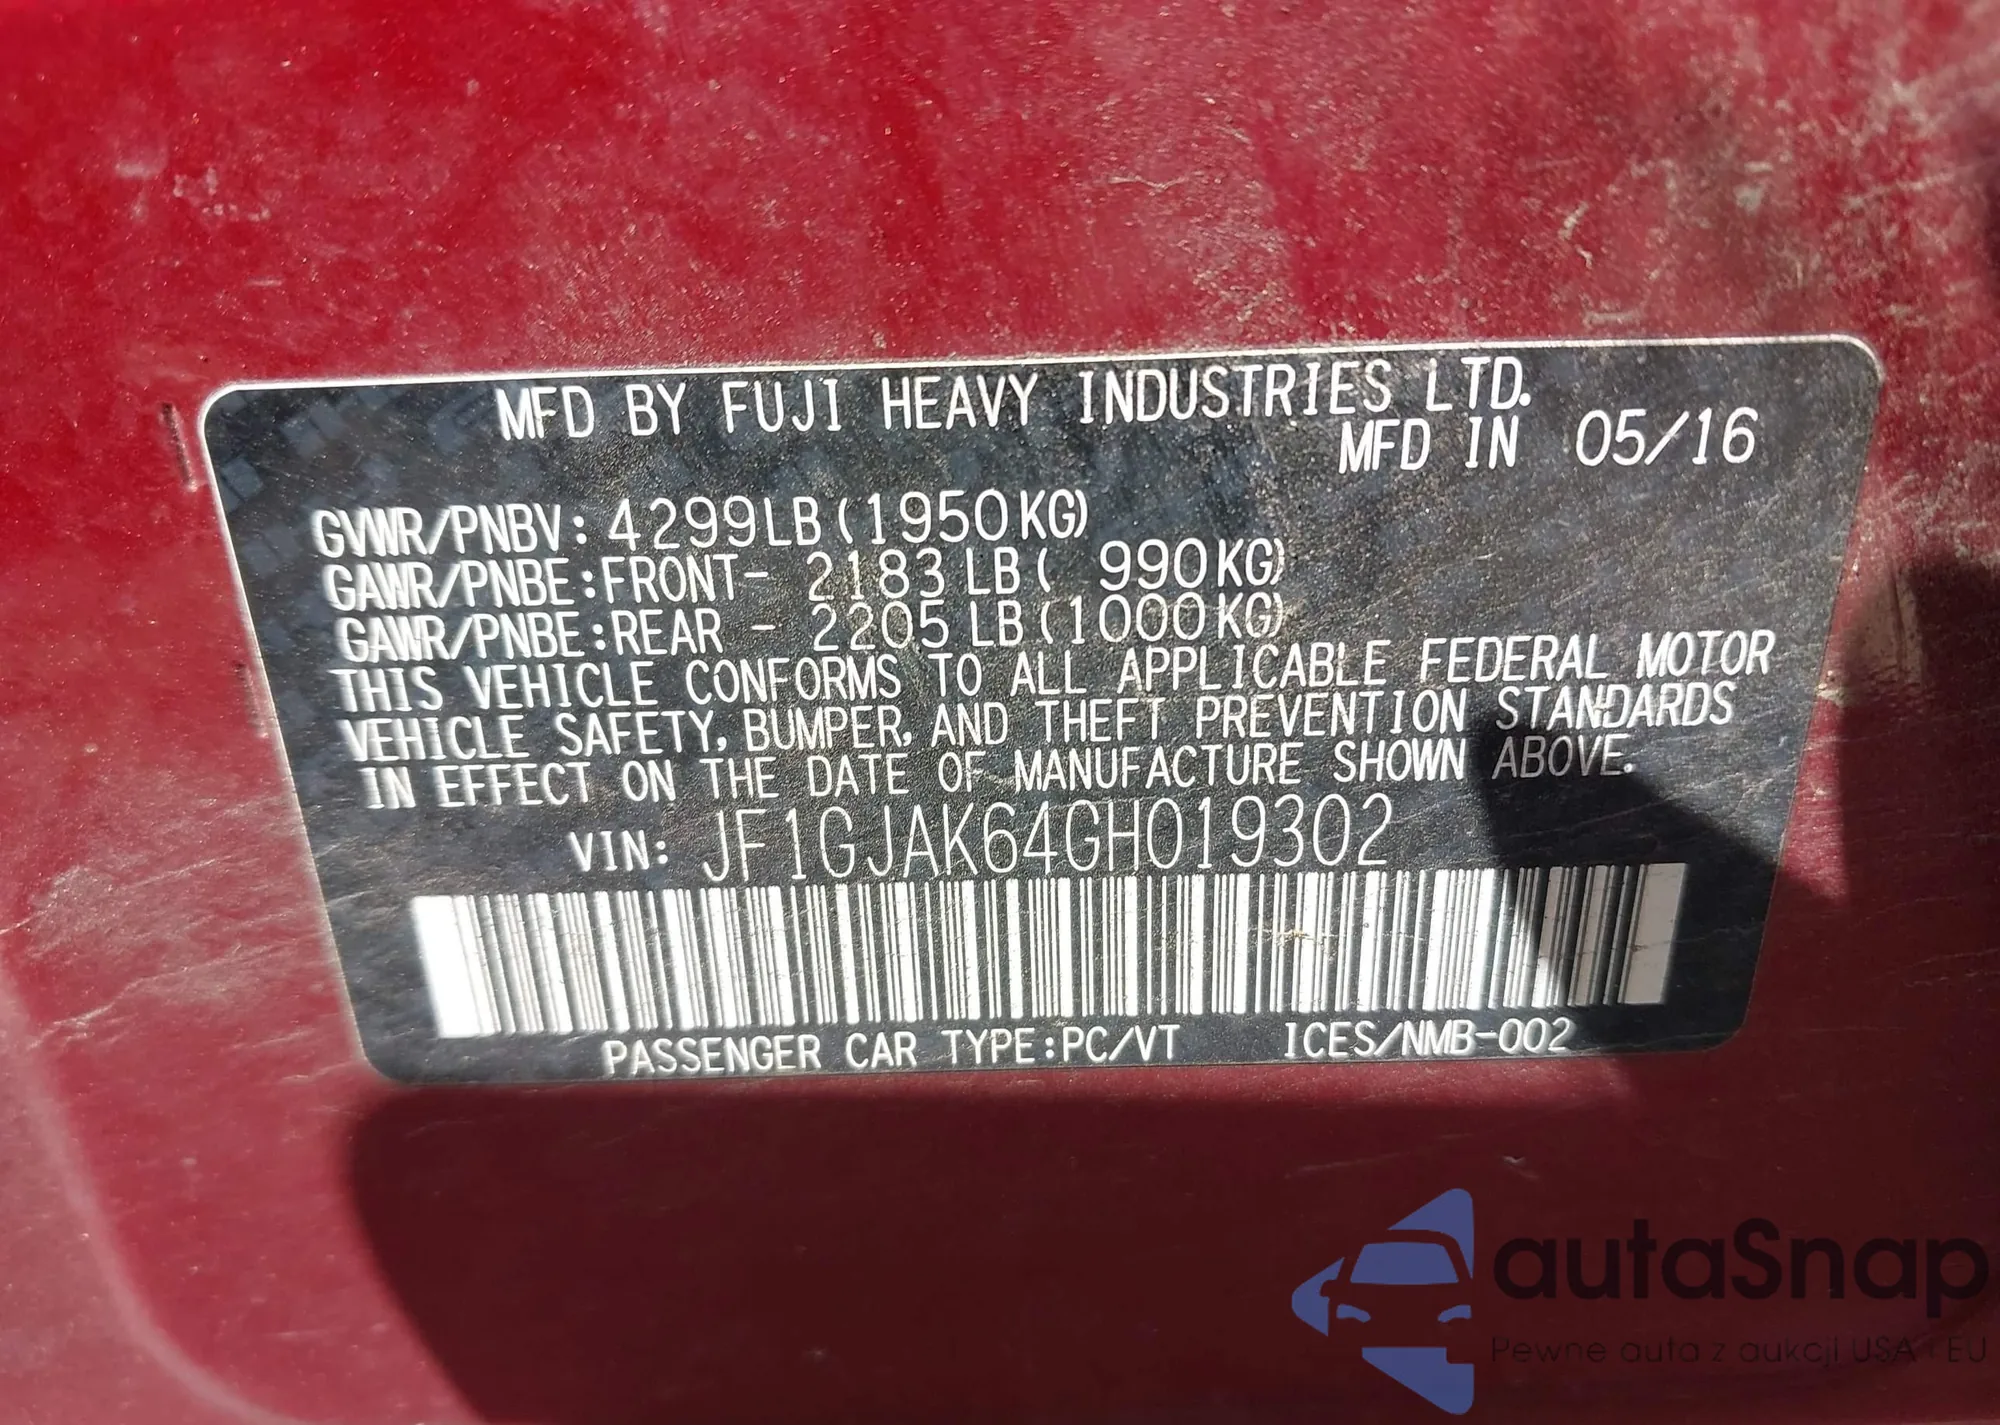 MFD BY FUJI HEAVY INDUSTRIES LTD.
MFD IN 05/16
GVWR/PNBV: 4299LB(1950KG)
GAWR/PNBE:FRONT- 2183LB( 990KG)
GAWR/PNBE:REAR - 2205LB(1000KG)
THIS VEHICLE CONFORMS TO ALL APPLICABLE FEDERAL MOTOR
VEHICLE SAFETY, BUMPER, AND THEFT PREVENTION STANDARDS
IN EFFECT ON THE DATE OF MANUFACTURE SHOWN ABOVE.
VIN: JF1GJAK64GH019302
PASSENGER CAR TYPE:PC/VT ICES/NMB-002
autaSnap
Pewne auta z aukcji USA i EU